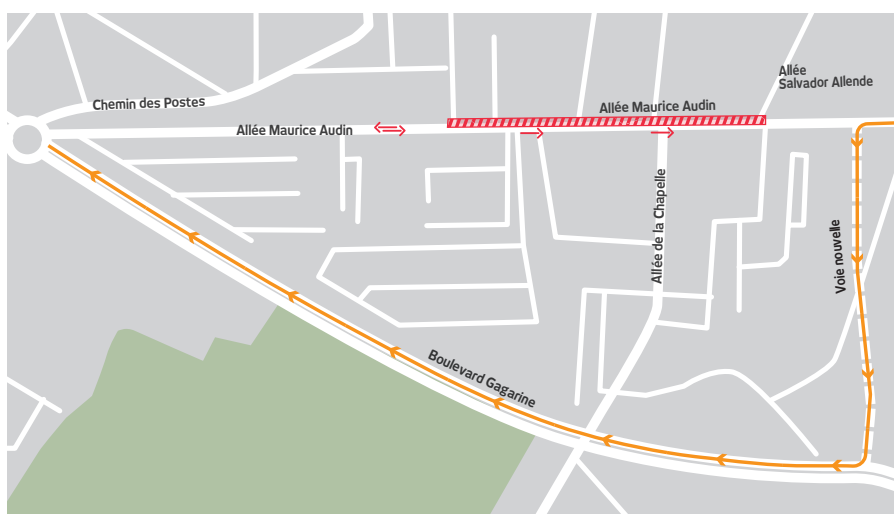 Allée
Salvador Allende
Chemin des Postes
Allée Maurice Audin
Allée Maurice Audin
Allée de la Chapelle
Voie nouvelle
Boulevard Gagarine